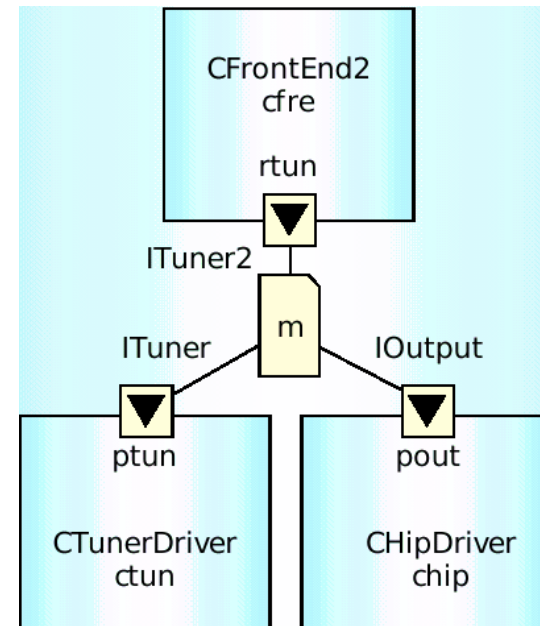 CFrontEnd2
cfre
rtun
ITuner2
m
ITuner
IOutput
ptun
pout
CTunerDriver
ctun
CHipDriver
chip